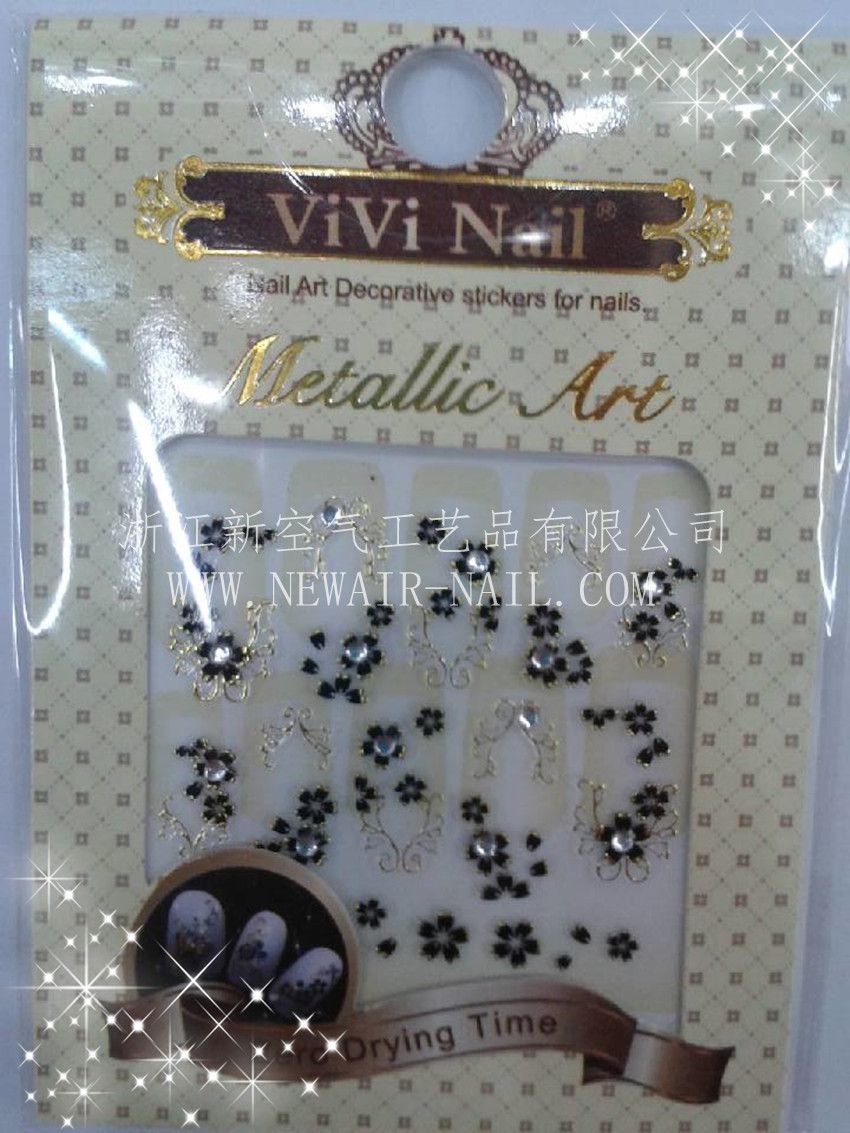 ViVi Nail®
Nail Art Decorative stickers for nails.
Metallic Art
浙江新空气工艺品有限公司
WWW.NEWAIR-NAIL.COM
Drying Time